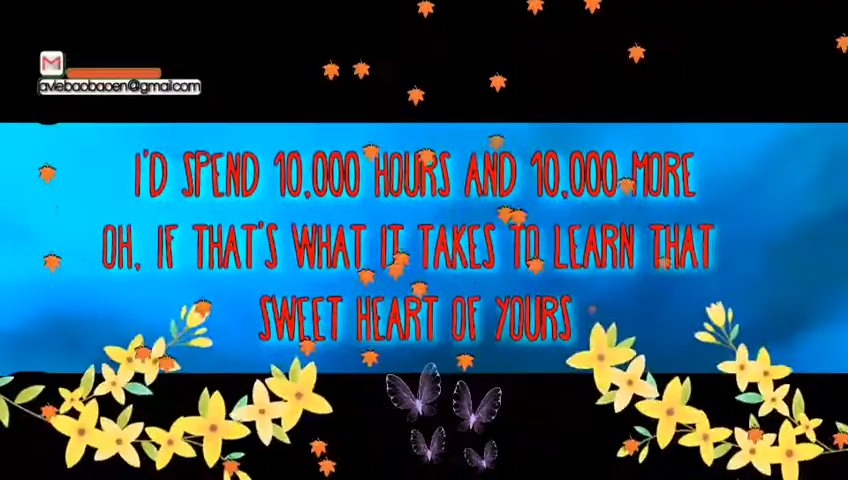 aviebaobaoen@gmail.com
I'D SPEND 10,000 HOURS AND 10,000 MORE
OH, IF THAT'S WHAT IT TAKES TO LEARN THAT
SWEET HEART OF YOURS